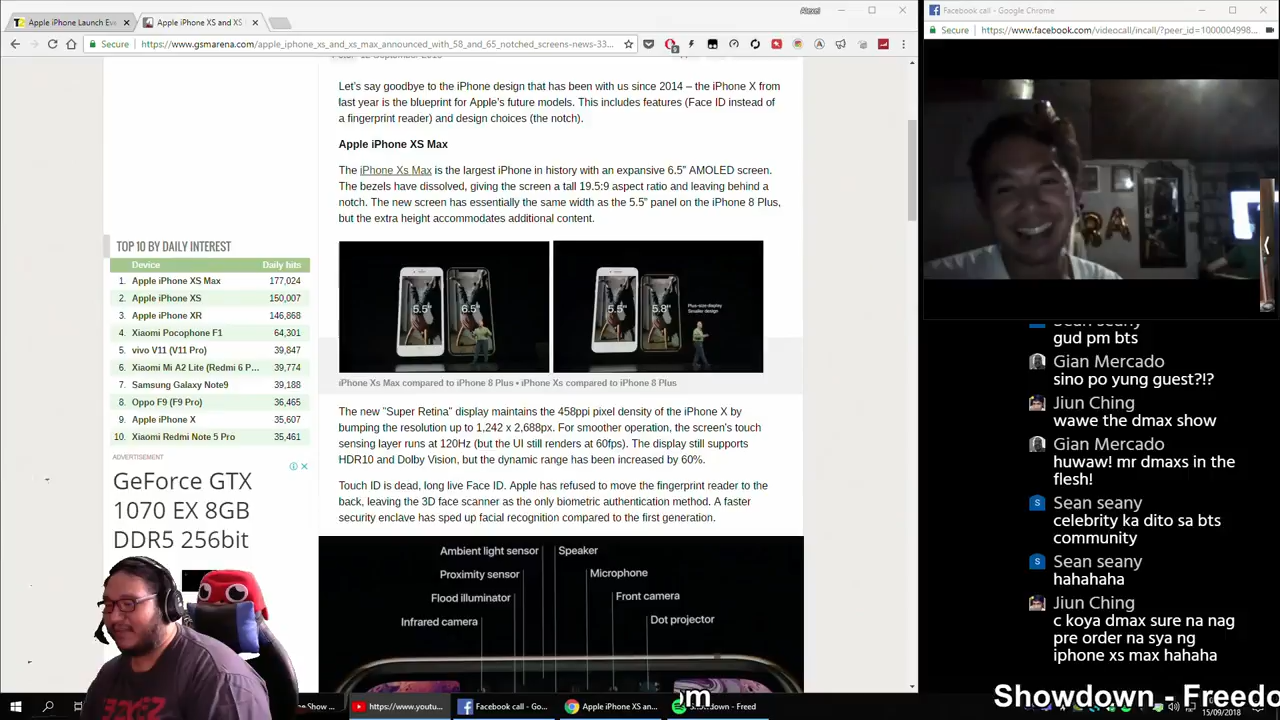 Apple iPhone Launch Eve
Apple iPhone XS and XS
Alexei
Secure
https://www.gsmarena.com/apple_iphone_xs_and_xs_max_announced_with_58_and_65_notched_screens-news-33...
Let's say goodbye to the iPhone design that has been with us since 2014 – the iPhone X from
last year is the blueprint for Apple's future models. This includes features (Face ID instead of
a fingerprint reader) and design choices (the notch).
Apple iPhone XS Max
The iPhone Xs Max is the largest iPhone in history with an expansive 6.5" AMOLED screen.
The bezels have dissolved, giving the screen a tall 19.5:9 aspect ratio and leaving behind a
notch. The new screen has essentially the same width as the 5.5" panel on the iPhone 8 Plus,
but the extra height accommodates additional content.
5.5" 6.5"
5.5" 5.8"
Plus-size display
Smaller design
iPhone Xs Max compared to iPhone 8 Plus • iPhone Xs compared to iPhone 8 Plus
The new "Super Retina" display maintains the 458ppi pixel density of the iPhone X by
bumping the resolution up to 1,242 x 2,688px. For smoother operation, the screen's touch
sensing layer runs at 120Hz (but the UI still renders at 60fps). The display still supports
HDR10 and Dolby Vision, but the dynamic range has been increased by 60%.
Touch ID is dead, long live Face ID. Apple has refused to move the fingerprint reader to the
back, leaving the 3D face scanner as the only biometric authentication method. A faster
security enclave has sped up facial recognition compared to the first generation.
Ambient light sensor
Speaker
Proximity sensor
Microphone
Flood illuminator
Front camera
Infrared camera
Dot projector
TOP 10 BY DAILY INTEREST
Device Daily hits
1. Apple iPhone XS Max 177,024
2. Apple iPhone XS 150,007
3. Apple iPhone XR 146,868
4. Xiaomi Pocophone F1 64,301
5. vivo V11 (V11 Pro) 39,847
6. Xiaomi Mi A2 Lite (Redmi 6 P... 39,774
7. Samsung Galaxy Note9 39,188
8. Oppo F9 (F9 Pro) 36,465
9. Apple iPhone X 35,607
10. Xiaomi Redmi Note 5 Pro 35,461
ADVERTISEMENT
GeForce GTX
1070 EX 8GB
DDR5 256bit
Facebook call - Google Chrome
Secure
https://www.facebook.com/videocall/incall/?peer_id=1000004998...
Sean seany
gud pm bts
Gian Mercado
sino po yung guest?!?
Jiun Ching
wawe the dmax show
Gian Mercado
huwaw! mr dmaxs in the
flesh!
Sean seany
celebrity ka dito sa bts
community
Sean seany
hahahaha
Jiun Ching
c koya dmax sure na nag
pre order na sya ng
iphone xs max hahaha
https://www.youtu...
Facebook call - Goo...
Apple iPhone XS an...
Showdown - Freed
om
Showdown - Freedo
15/09/2018